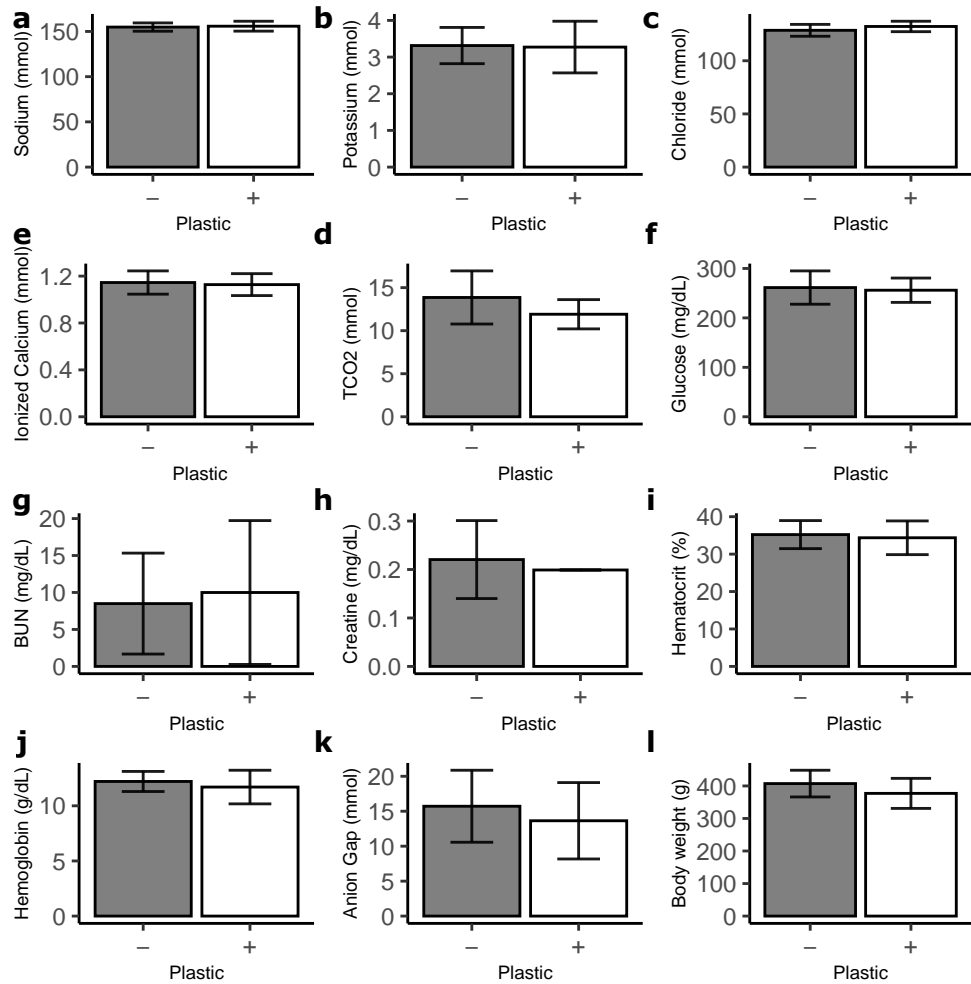 a
Sodium (mmol)
150
100
50
0
−
+
Plastic
b
Potassium (mmol)
4
3
2
1
0
−
+
Plastic
c
Chloride (mmol)
100
50
0
−
+
Plastic
e
Ionized Calcium (mmol)
1.2
0.8
0.4
0.0
−
+
Plastic
d
TCO2 (mmol)
15
10
5
0
−
+
Plastic
f
Glucose (mg/dL)
300
200
100
0
−
+
Plastic
g
BUN (mg/dL)
20
15
10
5
0
−
+
Plastic
h
Creatine (mg/dL)
0.3
0.2
0.1
0.0
−
+
Plastic
i
Hematocrit (%)
40
30
20
10
0
−
+
Plastic
j
Hemoglobin (g/dL)
10
5
0
−
+
Plastic
k
Anion Gap (mmol)
20
15
10
5
0
−
+
Plastic
l
Body weight (g)
400
300
200
100
0
−
+
Plastic